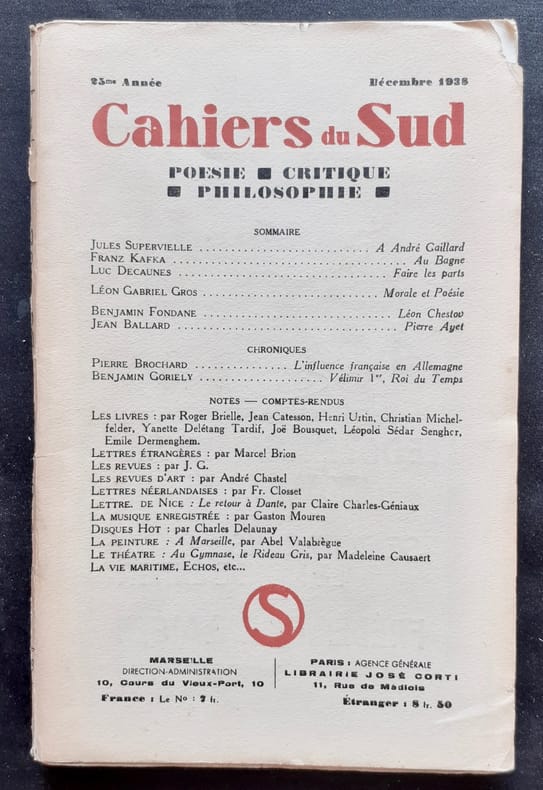 25me Année Décembre 1938
Cahiers du Sud
POESIE ■ CRITIQUE
■ PHILOSOPHIE ■
SOMMAIRE
JULES SUPERVIELLE ........................... A André Gaillard
FRANZ KAFKA ..................................... Au Bagne
LUC DECAUNES .................................. Faire les parts
LÉON GABRIEL GROS ............................ Morale et Poésie
BENJAMIN FONDANE .............................. Léon Chestov
JEAN BALLARD .................................... Pierre Ayet
CHRONIQUES
PIERRE BROCHARD ............... L'influence française en Allemagne
BENJAMIN GORIELY .................... Vélimir 1er, Roi du Temps
NOTES — COMPTES-RENDUS
LES LIVRES : par Roger Brielle, Jean Catesson, Henri Urtin, Christian Michel-
felder, Yanette Delétang Tardif, Joë Bousquet, Léopold Sédar Senghcr,
Emile Dermenghem.
LETTRES ÉTRANGÈRES : par Marcel Brion
LES REVUES : par J. G.
LES REVUES D'ART : par André Chastel
LETTRES NÉERLANDAISES : par Fr. Closset
LETTRE. DE NICE : Le retour à Dante, par Claire Charles-Géniaux
LA MUSIQUE ENREGISTRÉE : par Gaston Mouren
DISQUES HOT : par Charles Delaunay
LA PEINTURE : A Marseille, par Abel Valabrègue
LE THÉATRE : Au Gymnase, le Rideau Gris, par Madeleine Causaert
LA VIE MARITIME, ECHOS, etc...
S
MARSEILLE
DIRECTION-ADMINISTRATION
10, Cours du Vieux-Port, 10
France : Le No : 7 fr.
PARIS : AGENCE GÉNÉRALE
LIBRAIRIE JOSÉ CORTI
11, Rue de Médicis
Étranger : 8 fr. 50